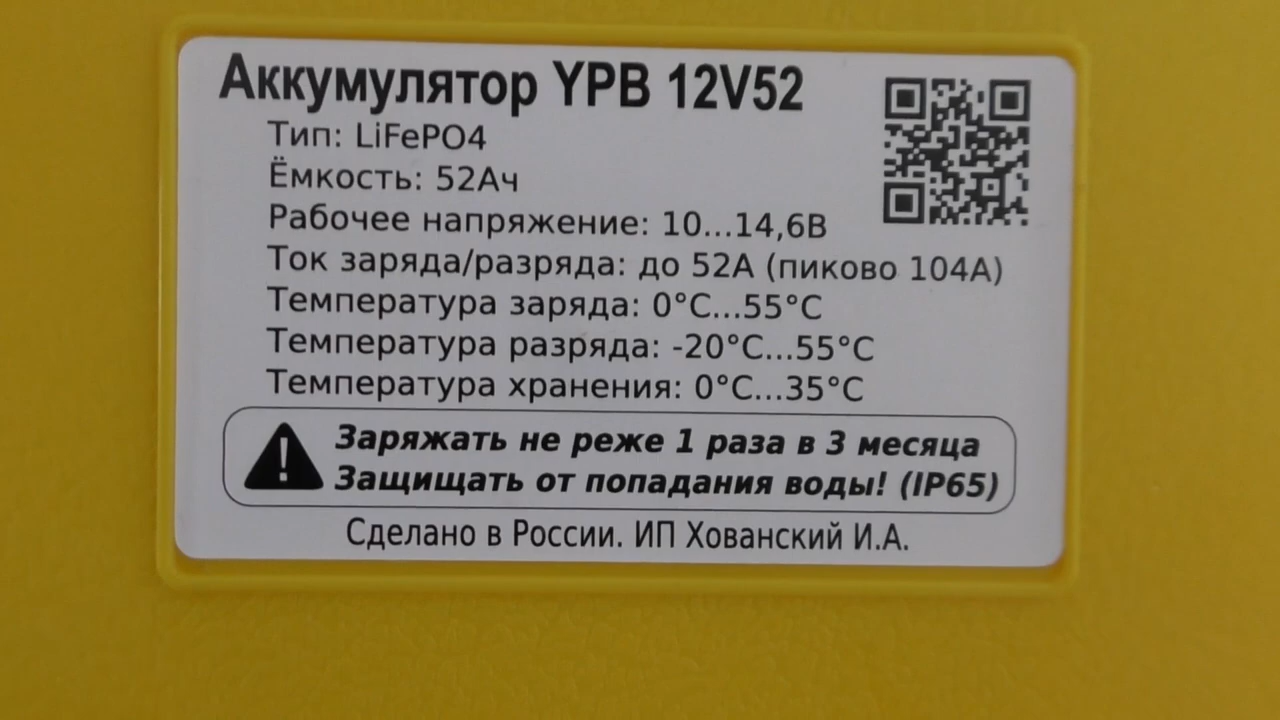 Аккумулятор YPB 12V52
Тип: LiFePO4
Ёмкость: 52Ач
Рабочее напряжение: 10...14,6В
Ток заряда/разряда: до 52А (пиково 104А)
Температура заряда: 0°C...55°C
Температура разряда: -20°C...55°C
Температура хранения: 0°C...35°C
Заряжать не реже 1 раза в 3 месяца
Защищать от попадания воды! (IP65)
Сделано в России. ИП Хованский И.А.